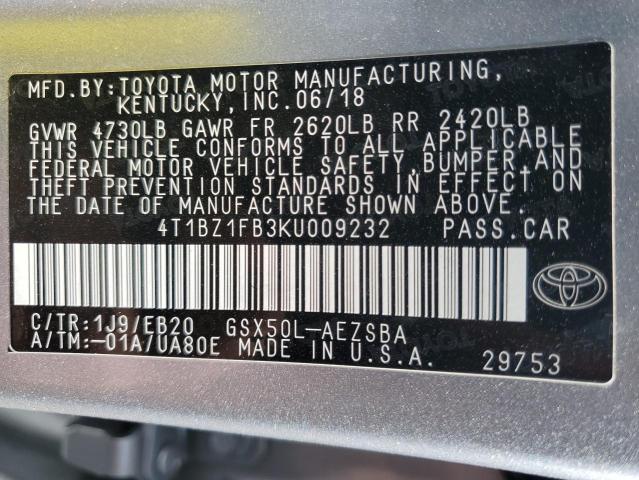 MFD.BY:TOYOTA MOTOR MANUFACTURING,
KENTUCKY,INC.06/18
GVWR 4730LB GAWR FR 2620LB RR 2420LB
THIS VEHICLE CONFORMS TO ALL APPLICABLE
FEDERAL MOTOR VEHICLE SAFETY,BUMPER,AND
THEFT PREVENTION STANDARDS IN EFFECT ON
THE DATE OF MANUFACTURE SHOWN ABOVE.
4T1BZ1FB3KU009232 PASS.CAR
C/TR:1J9/EB20 GSX50L-AEZSBA
A/TM:-01A/UA80E MADE IN U.S.A. 29753